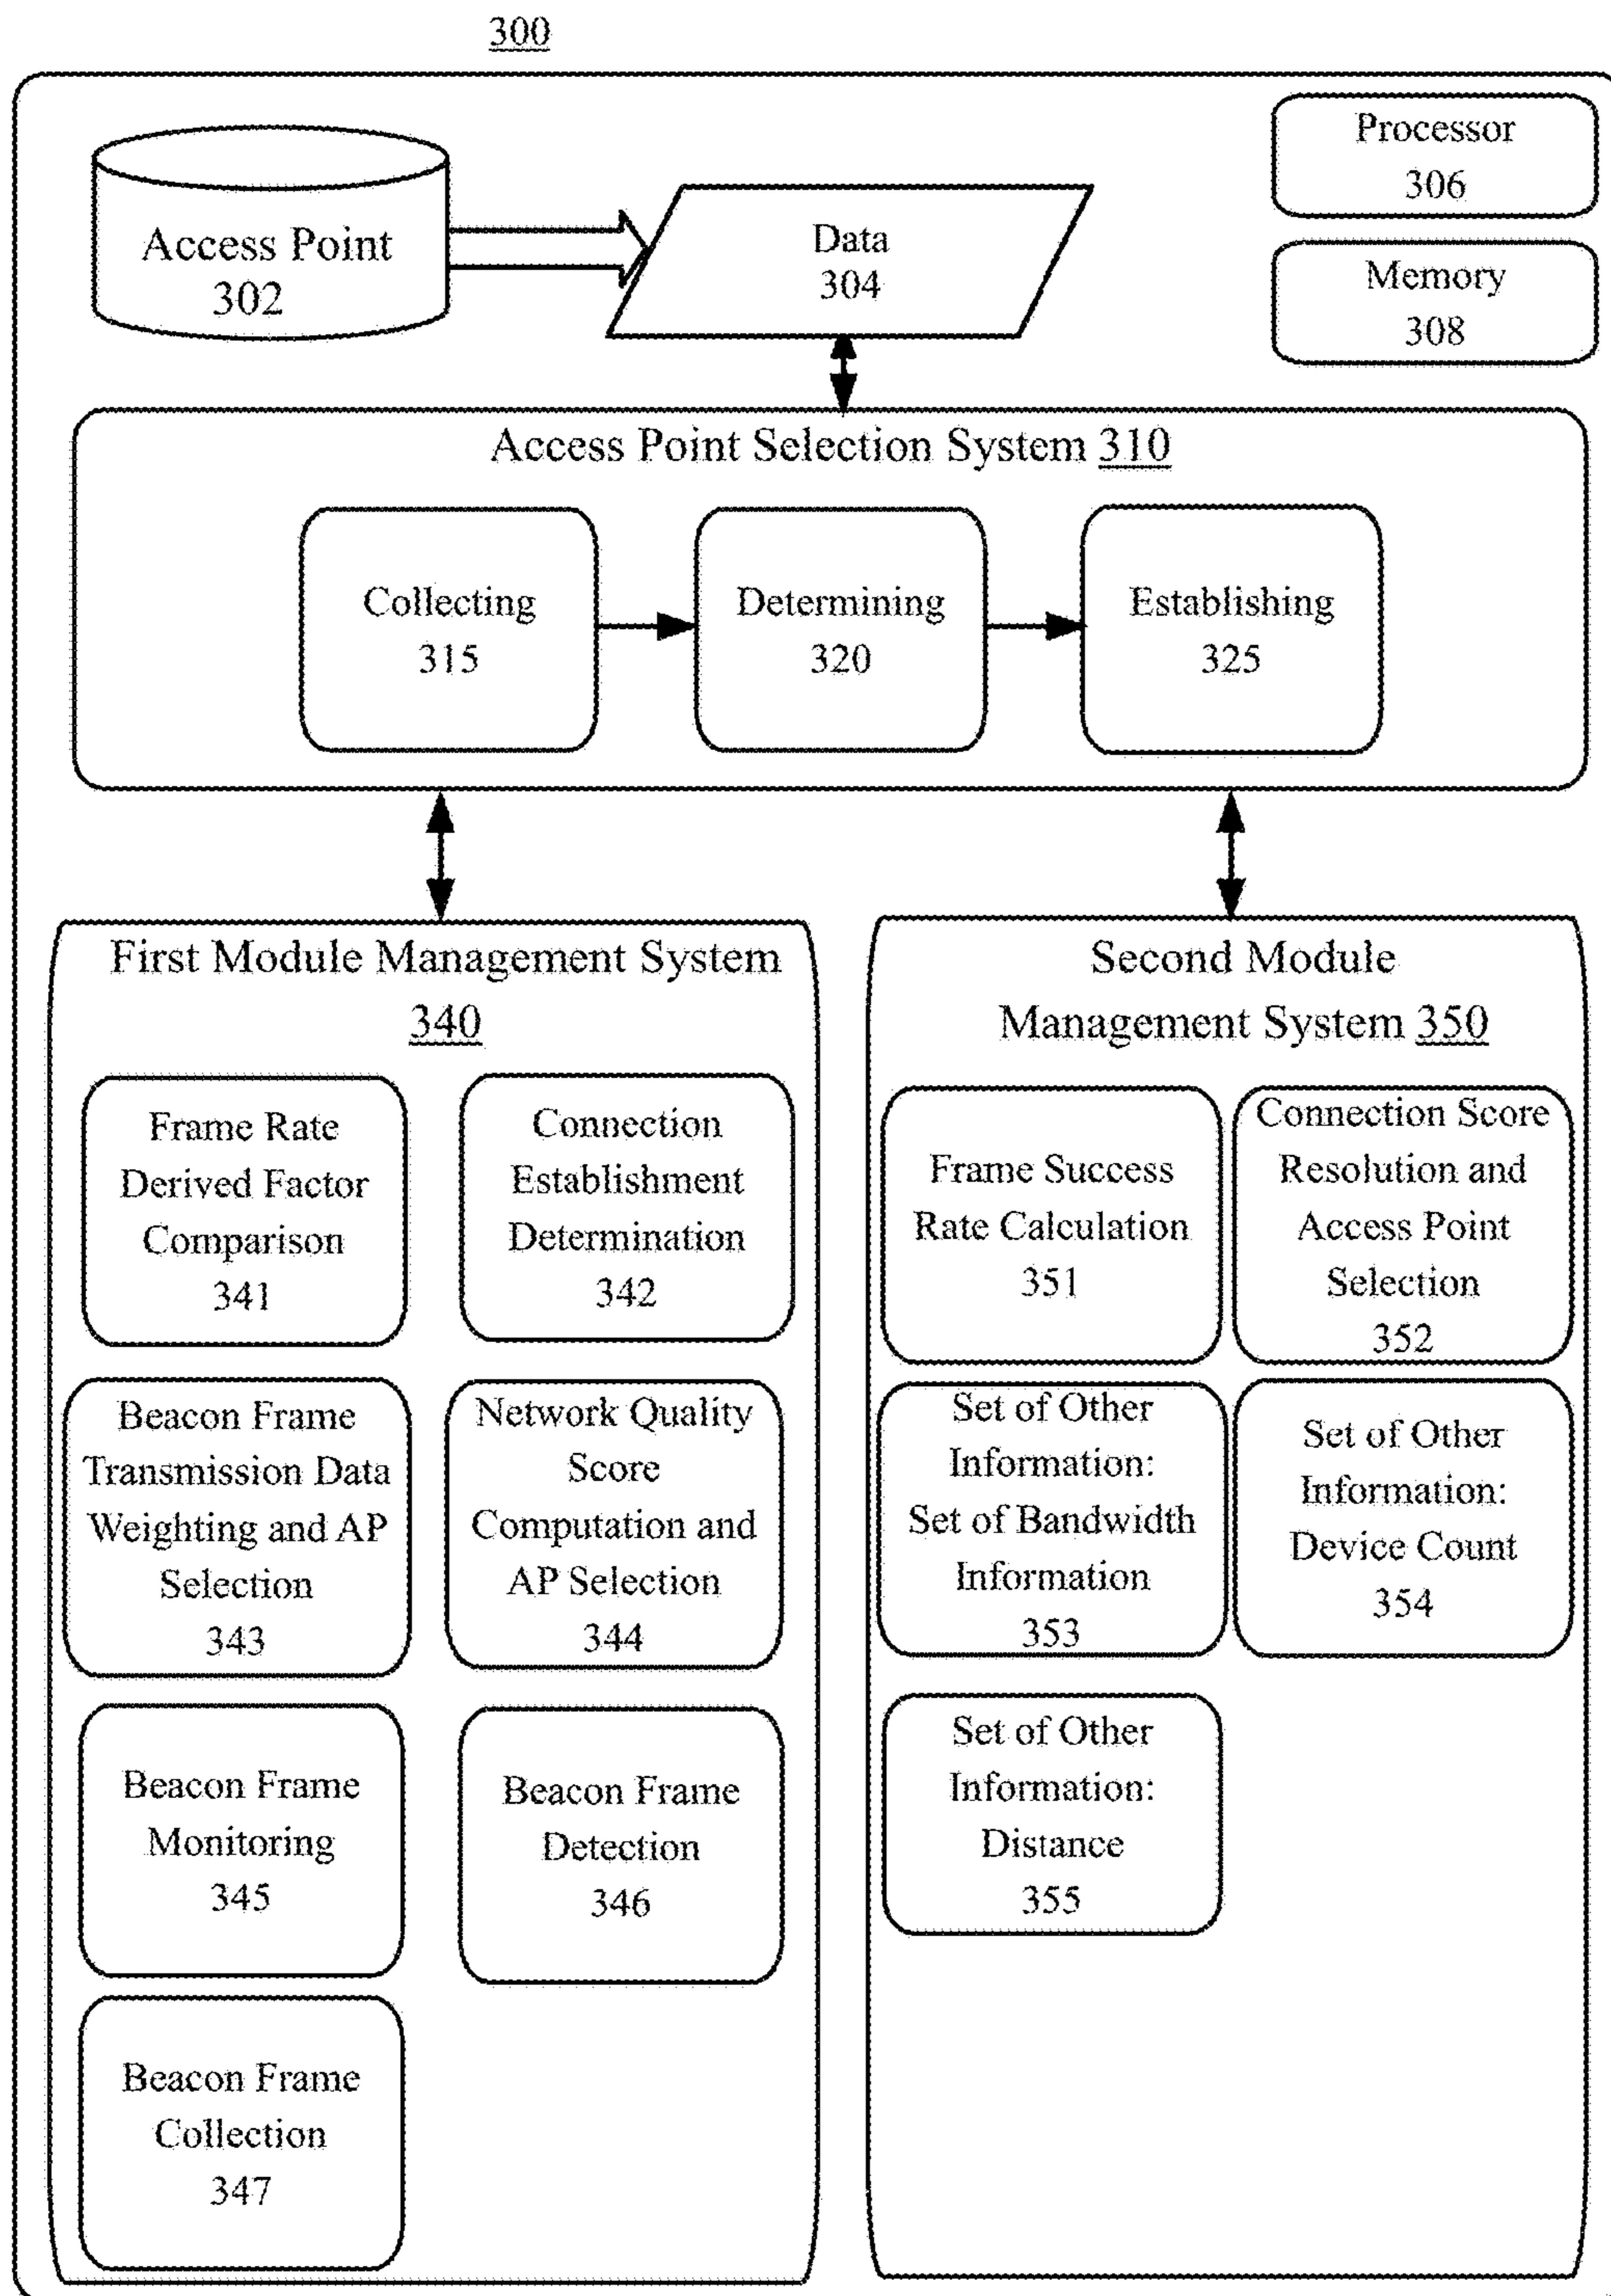 300
Access Point
302
Data
304
Processor
306
Memory
308
Access Point Selection System 310
Collecting
315
Determining
320
Establishing
325
First Module Management System
340
Frame Rate
Derived Factor
Comparison
341
Connection
Establishment
Determination
342
Beacon Frame
Transmission Data
Weighting and AP
Selection
343
Network Quality
Score
Computation and
AP Selection
344
Beacon Frame
Monitoring
345
Beacon Frame
Detection
346
Beacon Frame
Collection
347
Second Module
Management System 350
Frame Success
Rate Calculation
351
Connection Score
Resolution and
Access Point
Selection
352
Set of Other
Information:
Set of Bandwidth
Information
353
Set of Other
Information:
Device Count
354
Set of Other
Information:
Distance
355